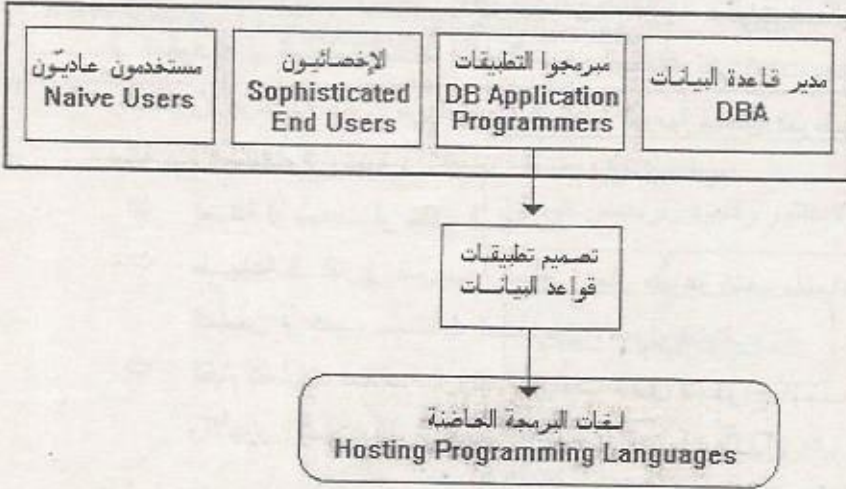 مدير قاعدة البيانات
DBA
مبرمجوا التطبيقات
DB Application
Programmers
الإخصائيون
Sophisticated
End Users
مستخدمون عاديّون
Naive Users
تصميم تطبيقات
قواعد البيانات
لغات البرمجة الحاضنة
Hosting Programming Languages